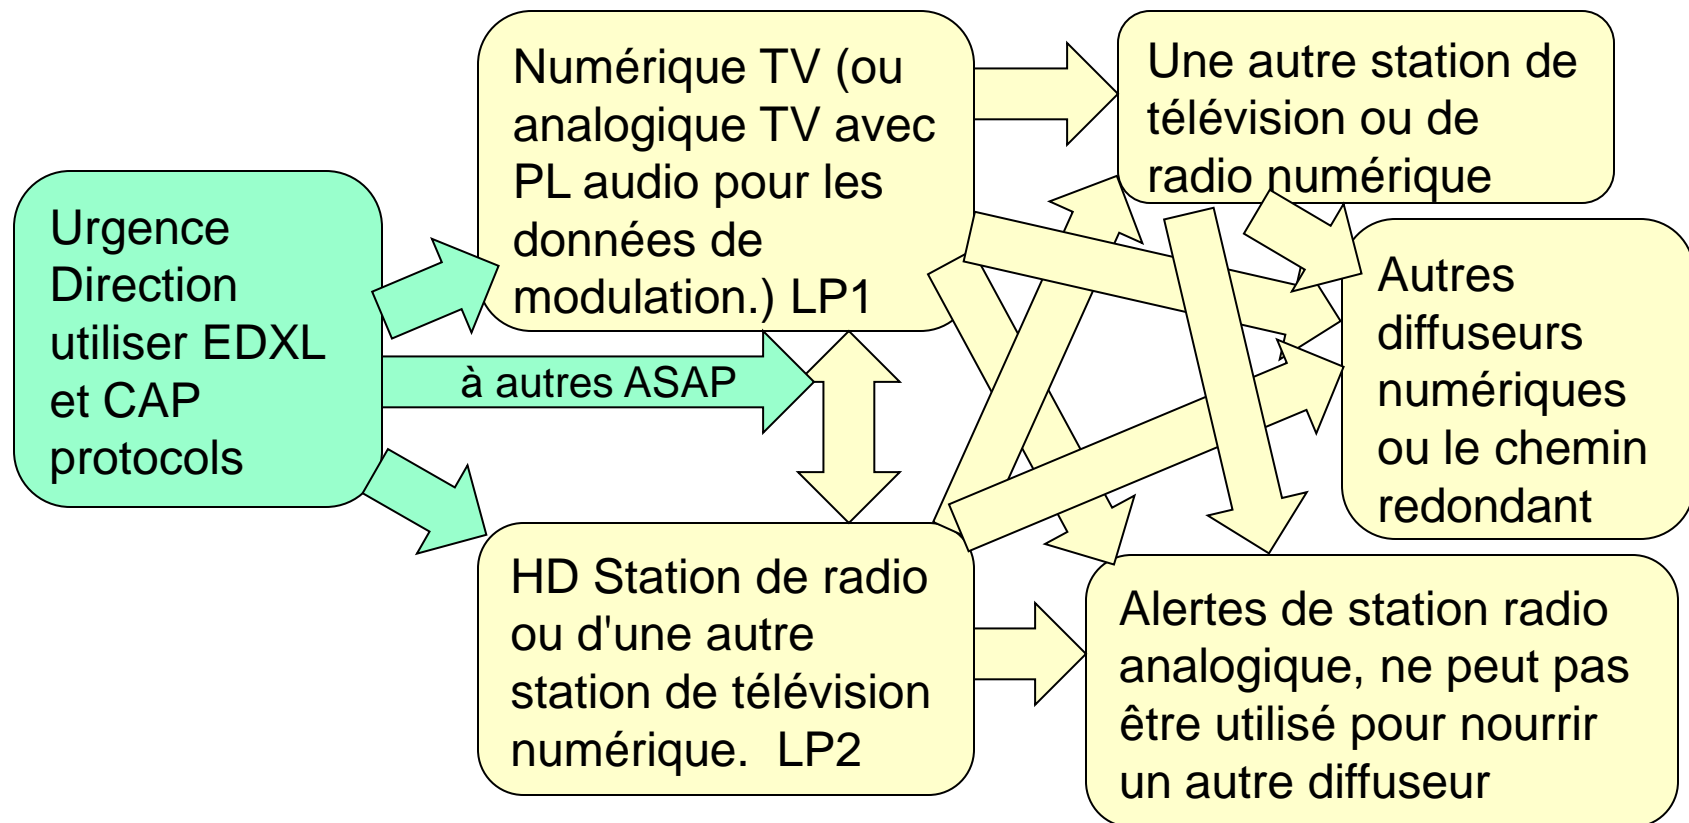 Urgence
Direction
utiliser EDXL
et CAP
protocols
Numérique TV (ou
analogique TV avec
PL audio pour les
données de
modulation.) LP1
à autres ASAP
HD Station de radio
ou d'une autre
station de télévision
numérique.  LP2
Une autre station de
télévision ou de
radio numérique
Autres
diffuseurs
numériques
ou le chemin
redondant
Alertes de station radio
analogique, ne peut pas
être utilisé pour nourrir
un autre diffuseur